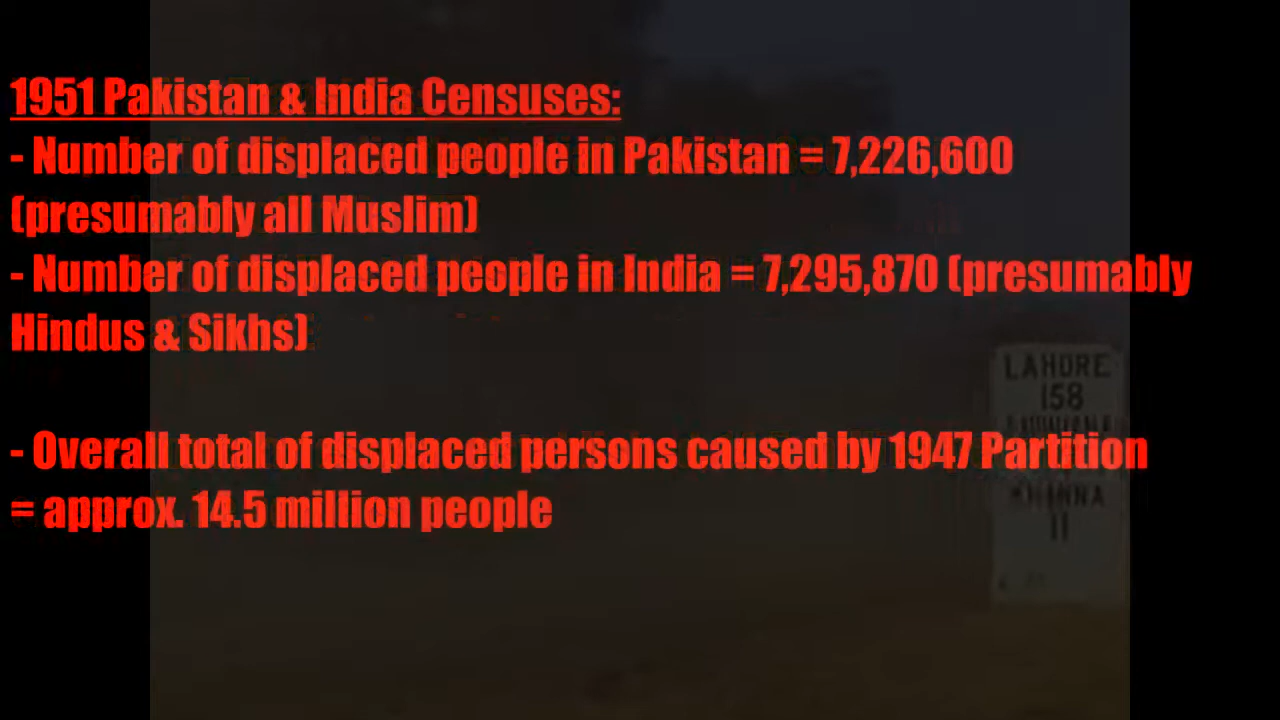 1951 Pakistan & India Censuses:
- Number of displaced people in Pakistan = 7,226,600
(presumably all Muslim)
- Number of displaced people in India = 7,295,870 (presumably
Hindus & Sikhs)
- Overall total of displaced persons caused by 1947 Partition
= approx. 14.5 million people
LAHORE
158
LUDHIANA
KHANNA
11